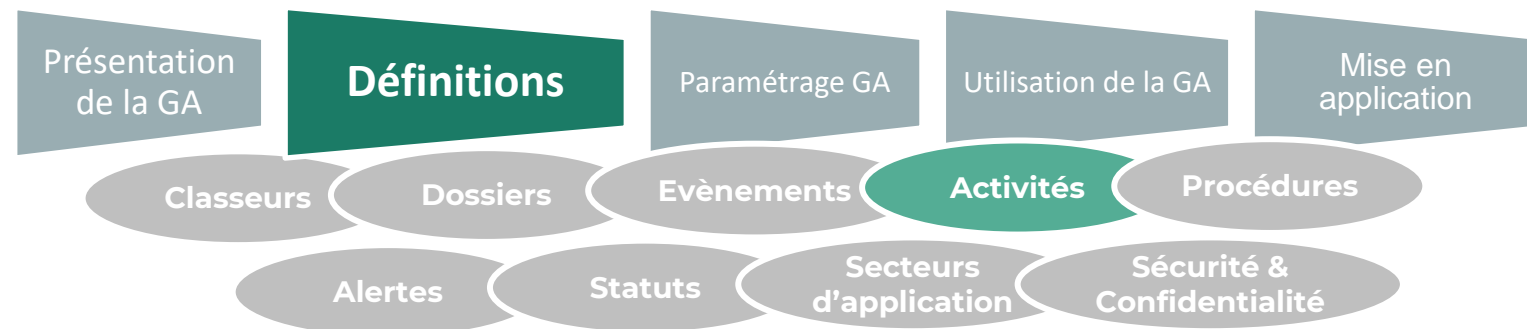 Présentation
de la GA
Définitions
Paramétrage GA
Utilisation de la GA
Mise en
application
Classeurs
Dossiers
Evènements
Activités
Procédures
Alertes
Statuts
Secteurs
d'application
Sécurité &
Confidentialité